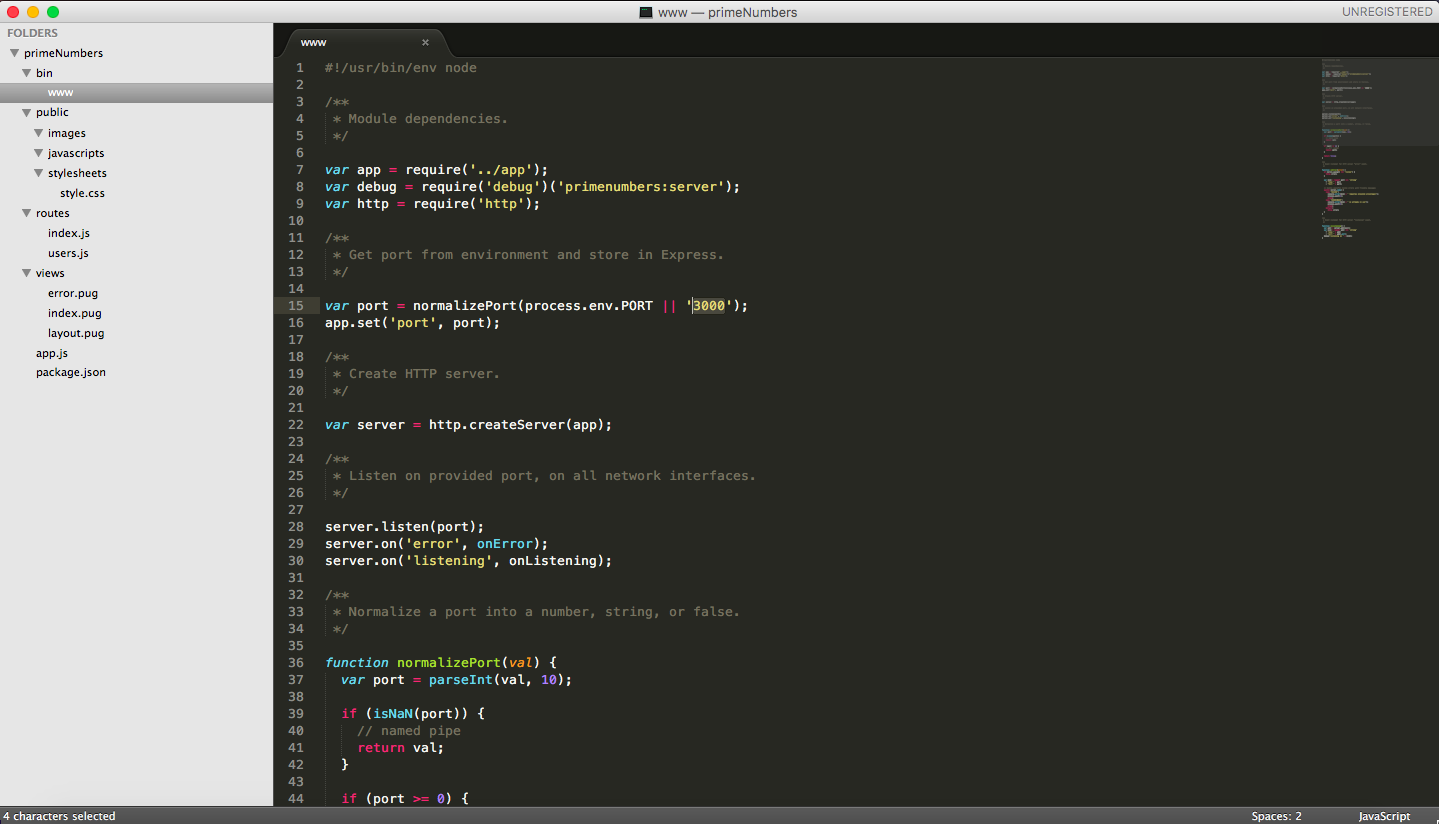 www — primeNumbers
UNREGISTERED
FOLDERS
primeNumbers
bin
www
public
images
javascripts
stylesheets
style.css
routes
index.js
users.js
views
error.pug
index.pug
layout.pug
app.js
package.json
www ×
1 #!/usr/bin/env node
2
3 /**
4 * Module dependencies.
5 */
6
7 var app = require('../app');
8 var debug = require('debug')('primenumbers:server');
9 var http = require('http');
10
11 /**
12 * Get port from environment and store in Express.
13 */
14
15 var port = normalizePort(process.env.PORT || '3000');
16 app.set('port', port);
17
18 /**
19 * Create HTTP server.
20 */
21
22 var server = http.createServer(app);
23
24 /**
25 * Listen on provided port, on all network interfaces.
26 */
27
28 server.listen(port);
29 server.on('error', onError);
30 server.on('listening', onListening);
31
32 /**
33 * Normalize a port into a number, string, or false.
34 */
35
36 function normalizePort(val) {
37 var port = parseInt(val, 10);
38
39 if (isNaN(port)) {
40 // named pipe
41 return val;
42 }
43
44 if (port >= 0) {
4 characters selected
Spaces: 2
JavaScript